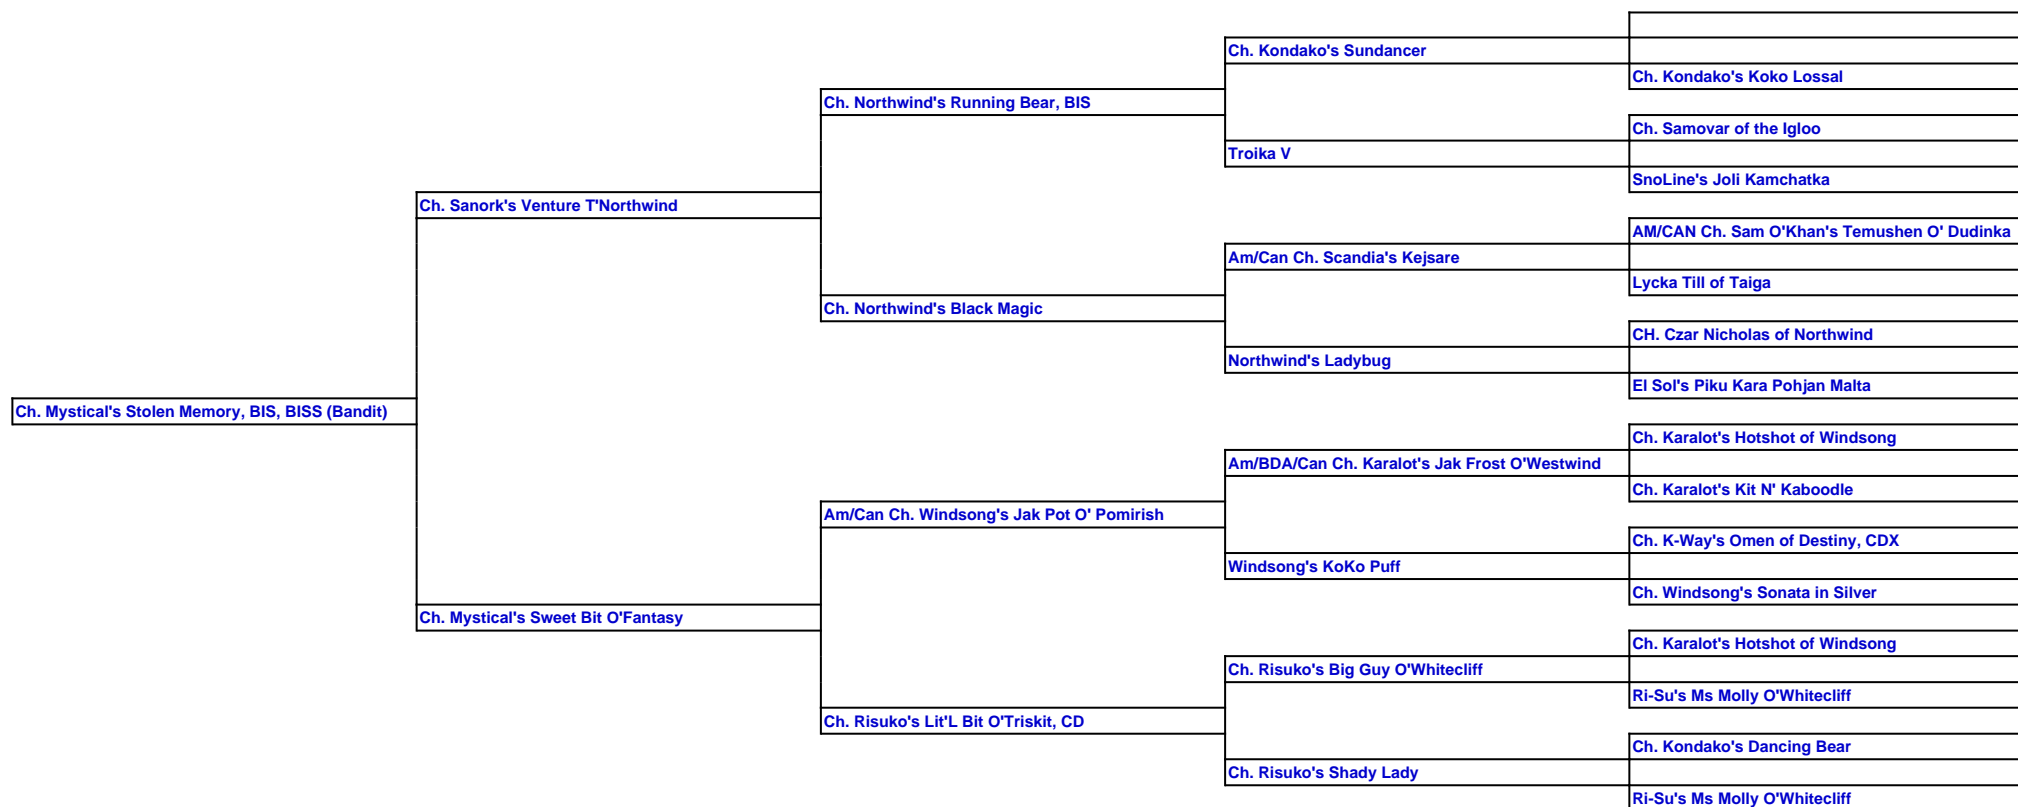 Ch. Kondako's Sundancer
Ch. Kondako's Koko Lossal
Ch. Northwind's Running Bear, BIS
Ch. Samovar of the Igloo
Troika V
SnoLine's Joli Kamchatka
Ch. Sanork's Venture T'Northwind
AM/CAN Ch. Sam O'Khan's Temushen O' Dudinka
Am/Can Ch. Scandia's Kejsare
Lycka Till of Taiga
Ch. Northwind's Black Magic
CH. Czar Nicholas of Northwind
Northwind's Ladybug
El Sol's Piku Kara Pohjan Malta
Ch. Mystical's Stolen Memory, BIS, BISS (Bandit)
Ch. Karalot's Hotshot of Windsong
Am/BDA/Can Ch. Karalot's Jak Frost O'Westwind
Ch. Karalot's Kit N' Kaboodle
Am/Can Ch. Windsong's Jak Pot O' Pomirish
Ch. K-Way's Omen of Destiny, CDX
Windsong's KoKo Puff
Ch. Windsong's Sonata in Silver
Ch. Mystical's Sweet Bit O'Fantasy
Ch. Karalot's Hotshot of Windsong
Ch. Risuko's Big Guy O'Whitecliff
Ri-Su's Ms Molly O'Whitecliff
Ch. Risuko's Lit'L Bit O'Triskit, CD
Ch. Kondako's Dancing Bear
Ch. Risuko's Shady Lady
Ri-Su's Ms Molly O'Whitecliff